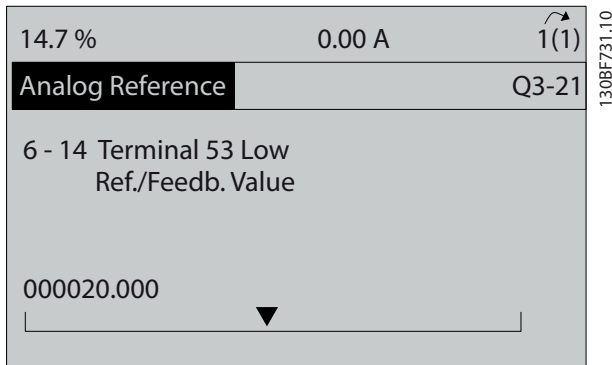 14.7 % 0.00 A 1(1)
Analog Reference Q3-21
6 - 14 Terminal 53 Low
Ref./Feedb. Value
000020.000
130BF731.10